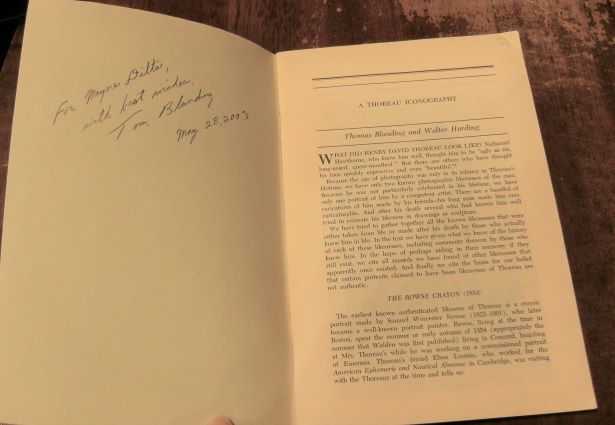 For Wayne Dilts,
with best wishes.
Tom Blanding
May 28, 2003
A THOREAU ICONOGRAPHY
Thomas Blanding and Walter Harding
WHAT DID HENRY DAVID THOREAU LOOK LIKE? Nathaniel
Hawthorne, who knew him well, thought him to be "ugly as sin,
long-nosed, queer-mouthed." But there are others who have thought
his face notably expressive and even "beautiful."
Because the age of photography was only in its infancy in Thoreau's
lifetime, we have only two known photographic likenesses of the man.
Because he was not particularly celebrated in his lifetime, we have
only one portrait of him by a competent artist. There are a handful of
caricatures of him made by his friends—his long nose made him very
caricaturable. And after his death several who had known him well
tried to recreate his likeness in drawings or sculpture.
We have tried to gather together all the known likenesses that were
either taken from life or made after his death by those who actually
knew him in life. In the text we have given what we know of the history
of each of these likenesses, including comments thereon by those who
knew him. In the hope of perhaps aiding in their recovery if they
still exist, we cite all records we have found of other likenesses that
apparently once existed. And finally we cite the bases for our belief
that certain portraits claimed to have been likenesses of Thoreau are
not authentic.
THE ROWSE CRAYON (1854)
The earliest known authenticated likeness of Thoreau is a crayon
portrait made by Samuel Worcester Rowse (1822-1901), who later
became a well-known portrait painter. Rowse, living at the time in
Boston, spent the summer or early autumn of 1854 (appropriately the
summer that Walden was first published) living in Concord, boarding
at Mrs. Thoreau's while he was working on a commissioned portrait
of Emerson. Thoreau's friend Eben Loomis, who worked for the
American Ephemeris and Nautical Almanac in Cambridge, was visiting
with the Thoreaus at the time and tells us: